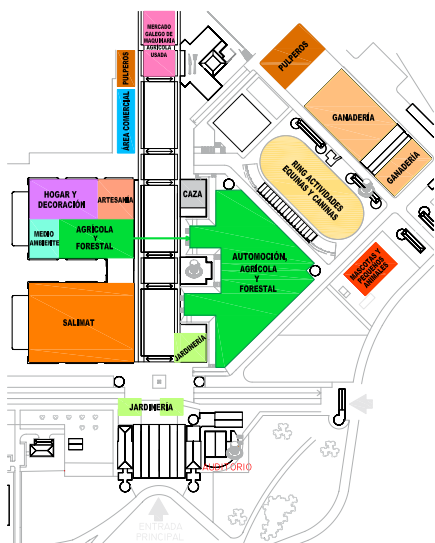 MERCADO
GALEGO DE
MAQUINARIA
AGRÍCOLA
USADA
PULPEROS
PULPEROS
ÁREA COMERCIAL
GANADERÍA
GANADERÍA
RING ACTIVIDADES
EQUINAS Y CANINAS
HOGAR Y
DECORACIÓN
ARTESANÍA
CAZA
MEDIO
AMBIENTE
AGRÍCOLA
Y
FORESTAL
AUTOMOCIÓN,
AGRÍCOLA
Y
FORESTAL
MASCOTAS Y
PEQUEÑOS
ANIMALES
SALIMAT
JARDINERÍA
JARDINERÍA
AUDITORIO
ENTRADA
PRINCIPAL